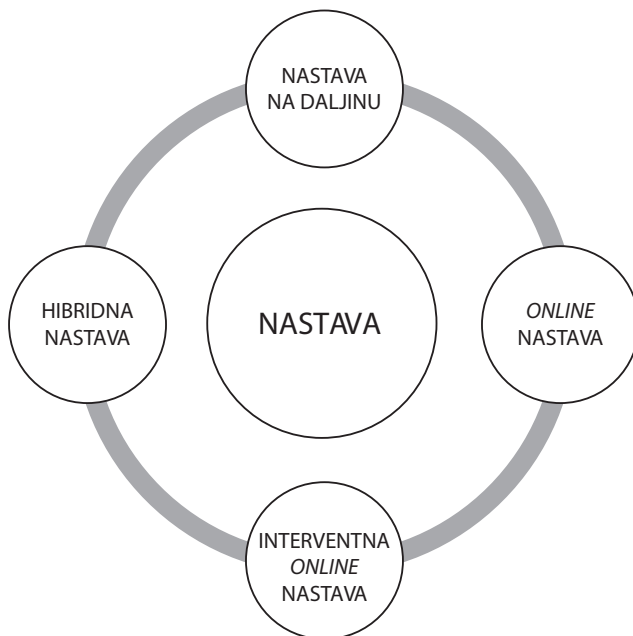 NASTAVA
NA DALJINU
HIBRIDNA
NASTAVA
NASTAVA
ONLINE
NASTAVA
INTERVENTNA
ONLINE
NASTAVA